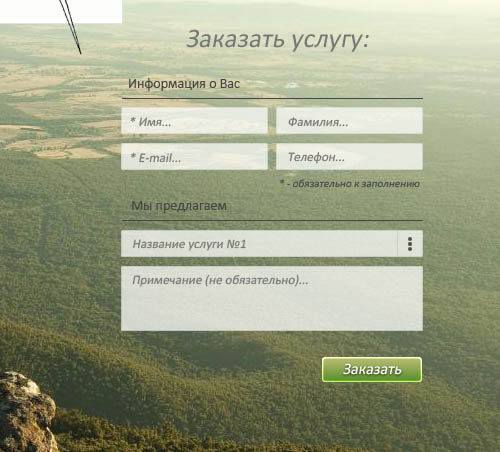 Заказать услугу:
Информация о Вас
* Имя... Фамилия...
* E-mail... Телефон...
* - обязательно к заполнению
Мы предлагаем
Название услуги №1
Примечание (не обязательно)...
Заказать